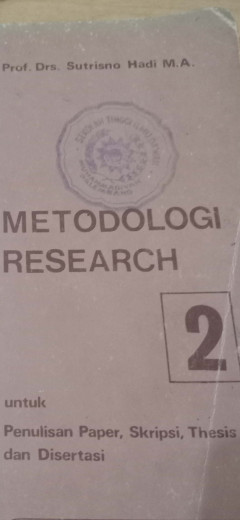 Prof. Drs. Sutrisno Hadi M.A.
METODOLOGI
RESEARCH
2
untuk
Penulisan Paper, Skripsi, Thesis
dan Disertasi